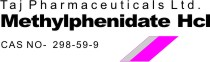 Taj Pharmaceuticals Ltd.
Methylphenidate Hcl
CAS NO- 298-59-9